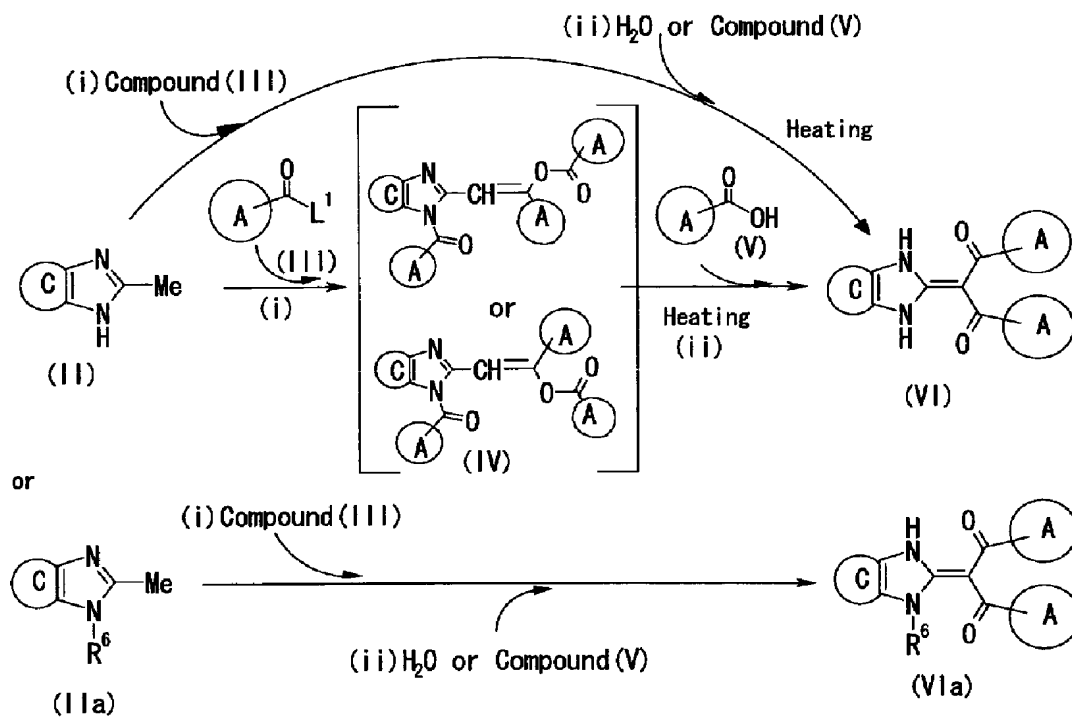 (ii)H₂O or Compound(V)
(i)Compound(III)
Heating
A O L¹
(III)
(i)
C N N H Me
(II)
C N N CH O O A A O A
or
C N N CH A O O A O A
(IV)
A O OH
(V)
Heating
(ii)
C H N N H O A O A
(VI)
or
(i)Compound(III)
C N N R⁶ Me
(IIa)
(ii)H₂O or Compound(V)
C H N N R⁶ O A O A
(VIa)